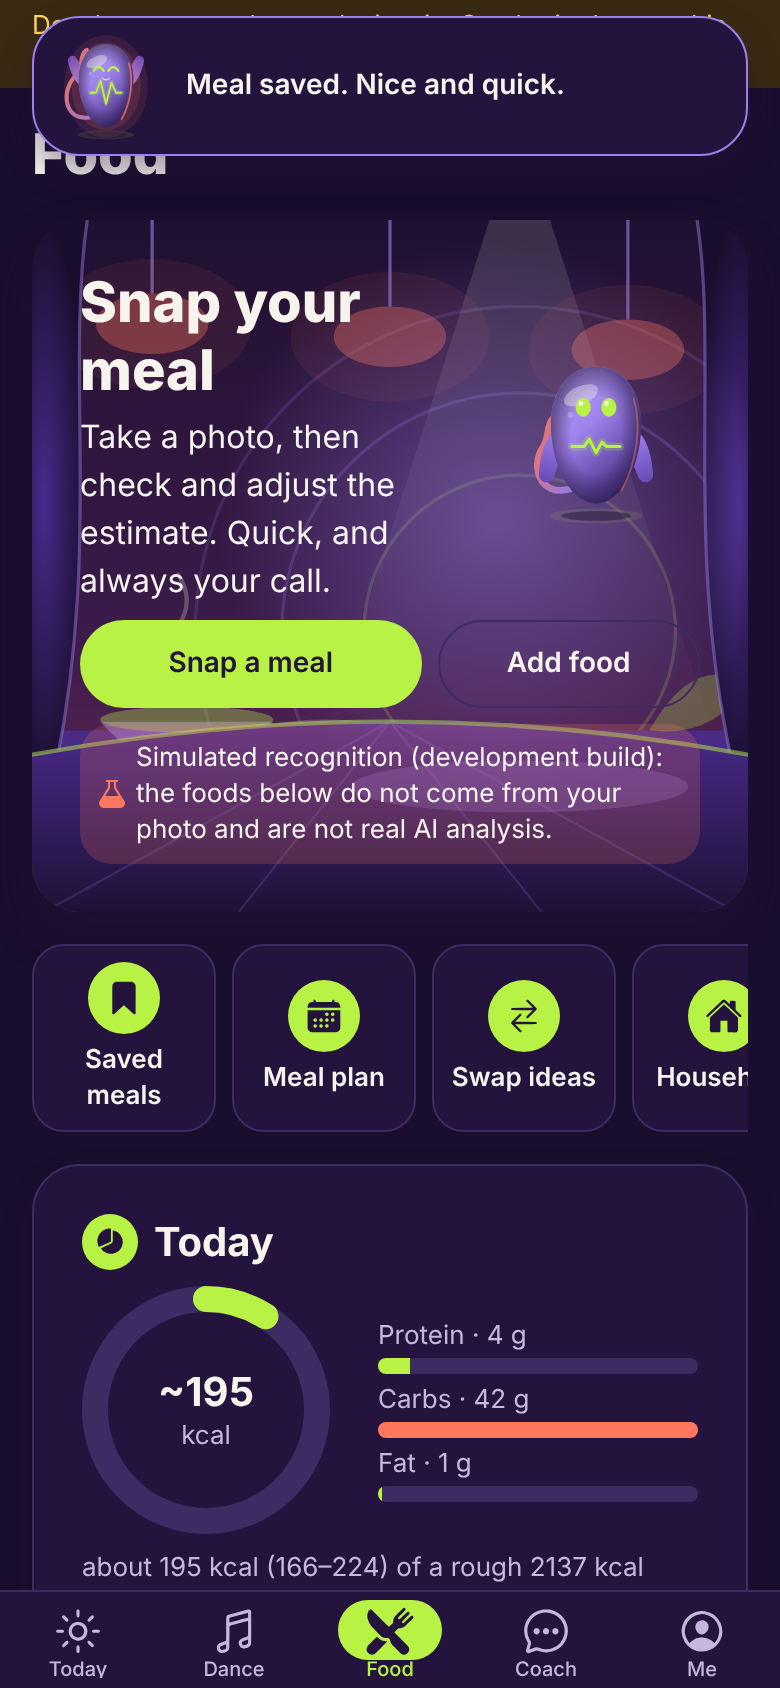 Meal saved. Nice and quick.
Food
Snap your
meal
Take a photo, then
check and adjust the
estimate. Quick, and
always your call.
Snap a meal
Add food
Simulated recognition (development build):
the foods below do not come from your
photo and are not real AI analysis.
Saved
meals
Meal plan
Swap ideas
Househ
Today
~195
kcal
Protein · 4 g
Carbs · 42 g
Fat · 1 g
about 195 kcal (166–224) of a rough 2137 kcal
Today
Dance
Food
Coach
Me